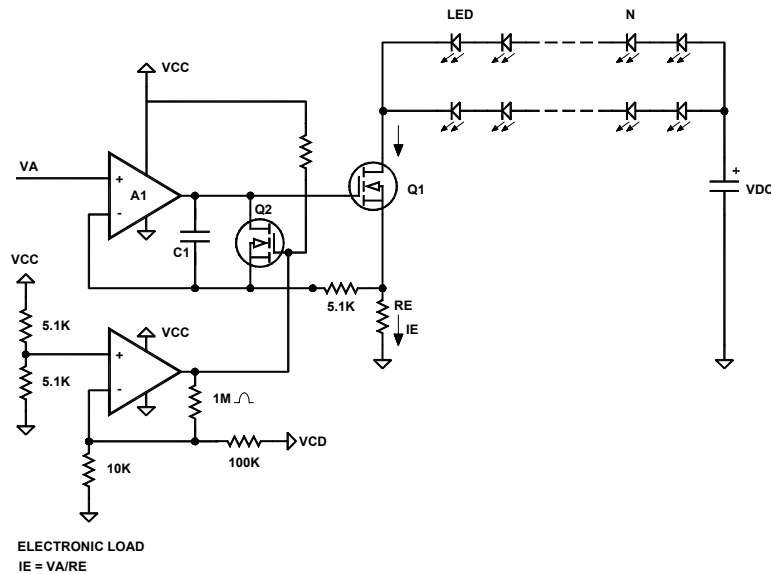 LED
N
VCC
VA
+
A1
-
Q1
+
VDC
Q2
C1
VCC
5.1K
RE
IE
5.1K
VCC
+
5.1K
-
1M
VCD
100K
10K
ELECTRONIC LOAD
IE = VA/RE